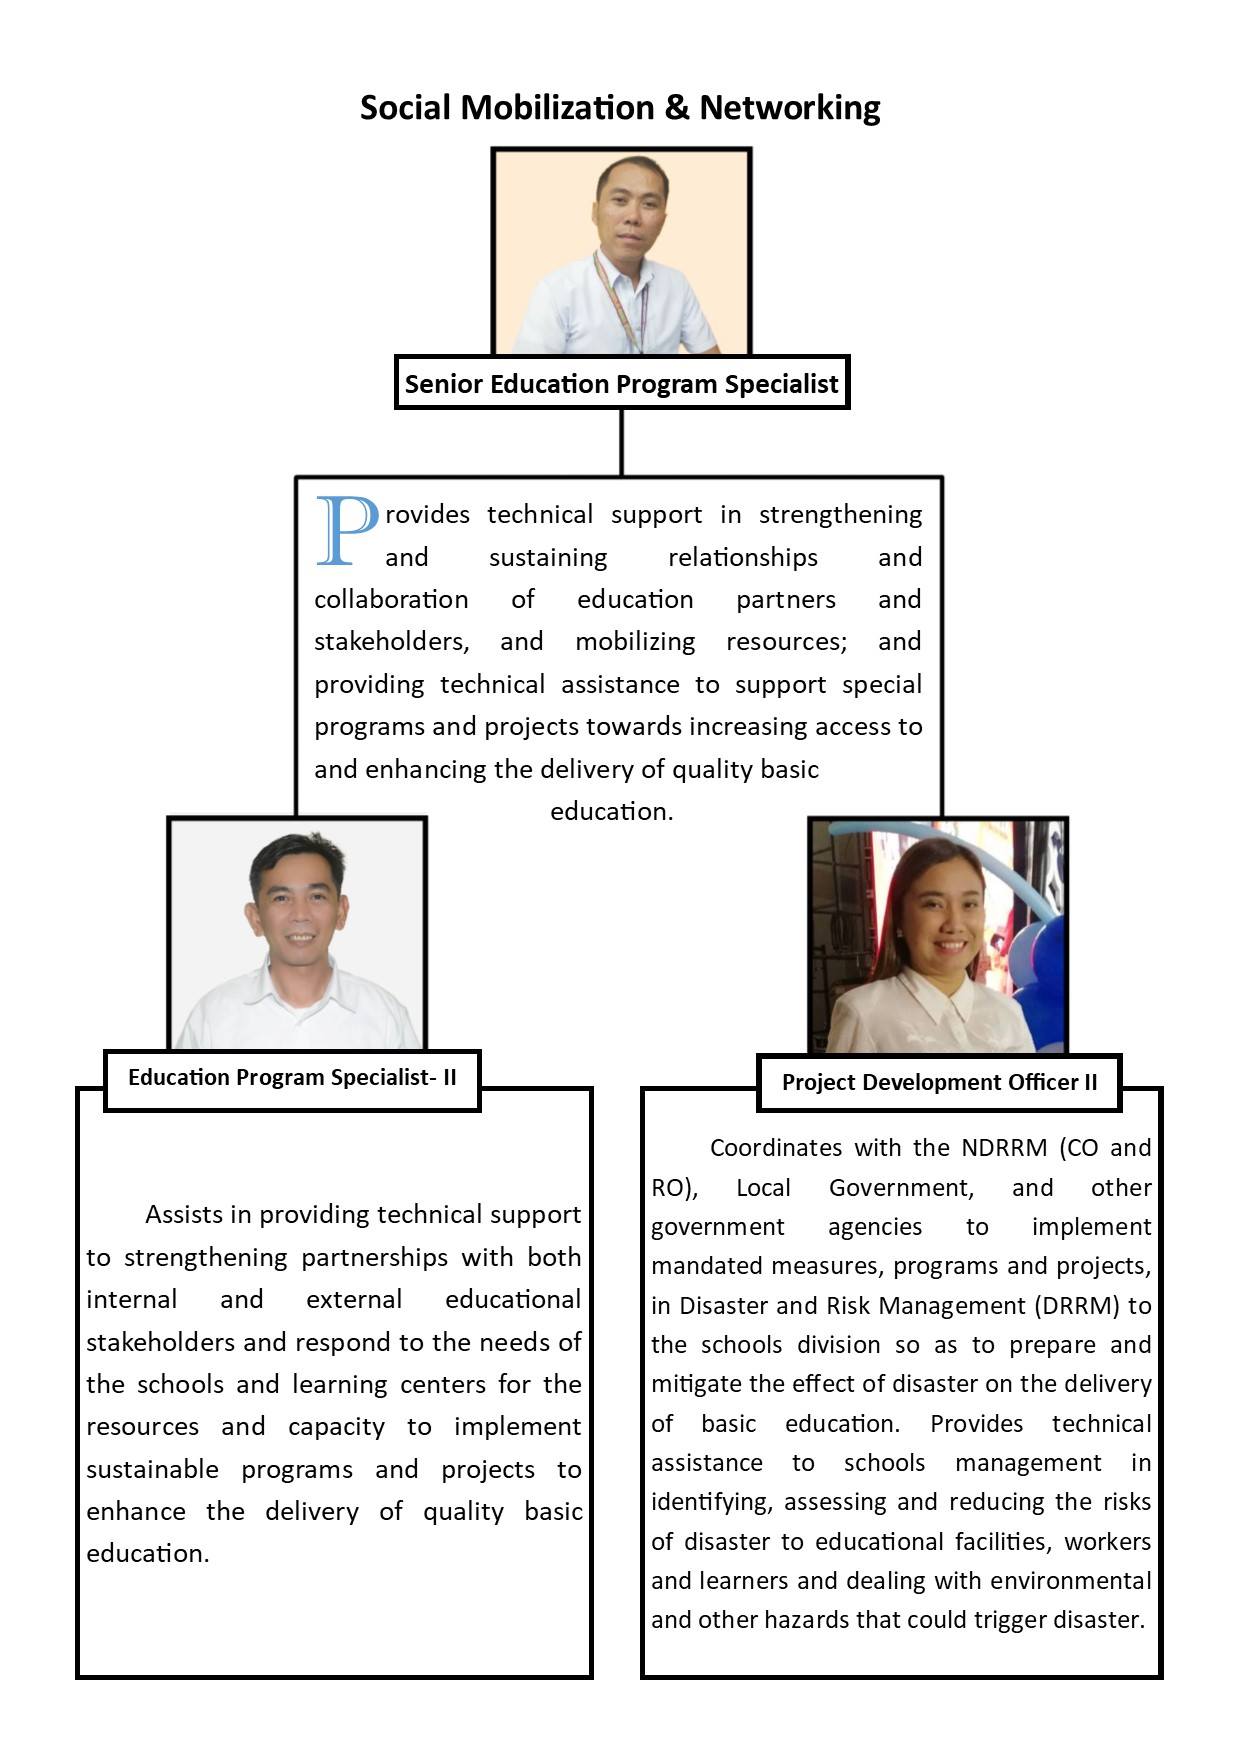 Social Mobilization & Networking
Senior Education Program Specialist
Provides technical support in strengthening
and sustaining relationships and
collaboration of education partners and
stakeholders, and mobilizing resources; and
providing technical assistance to support special
programs and projects towards increasing access to
and enhancing the delivery of quality basic
education.
Education Program Specialist- II
Assists in providing technical support
to strengthening partnerships with both
internal and external educational
stakeholders and respond to the needs of
the schools and learning centers for the
resources and capacity to implement
sustainable programs and projects to
enhance the delivery of quality basic
education.
Project Development Officer II
Coordinates with the NDRRM (CO and
RO), Local Government, and other
government agencies to implement
mandated measures, programs and projects,
in Disaster and Risk Management (DRRM) to
the schools division so as to prepare and
mitigate the effect of disaster on the delivery
of basic education. Provides technical
assistance to schools management in
identifying, assessing and reducing the risks
of disaster to educational facilities, workers
and learners and dealing with environmental
and other hazards that could trigger disaster.